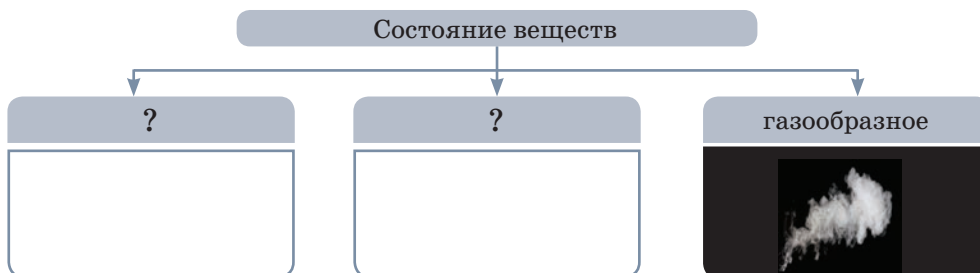 Состояние веществ
?
?
газообразное